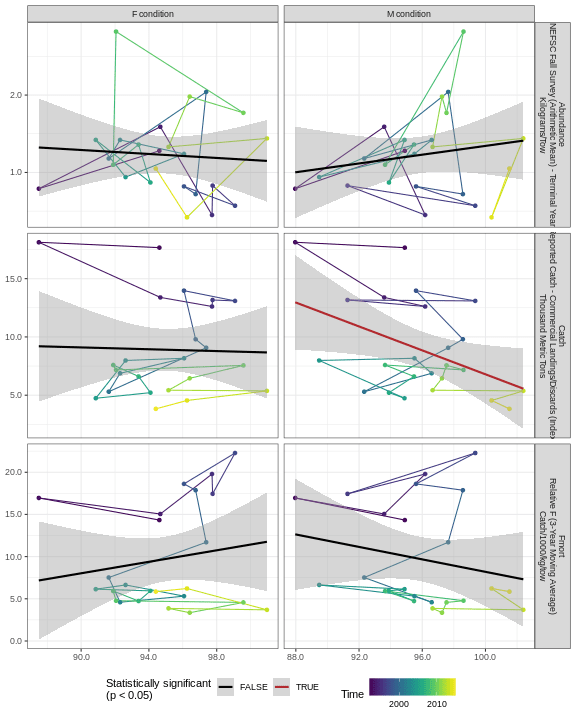 F condition
M condition
Abundance
NEFSC Fall Survey (Arithmetic Mean) - Terminal Year
Kilograms/tow
2.0
1.0
Catch
Reported Catch - Commercial Landings/Discards (Index
Thousand Metric Tons
15.0
10.0
5.0
Fmort
Relative F (3-Year Moving Average)
Catch/1000/kg/tow
20.0
15.0
10.0
5.0
0.0
90.0
94.0
98.0
88.0
92.0
96.0
100.0
Statistically significant
(p < 0.05)
FALSE
TRUE
Time
2000
2010